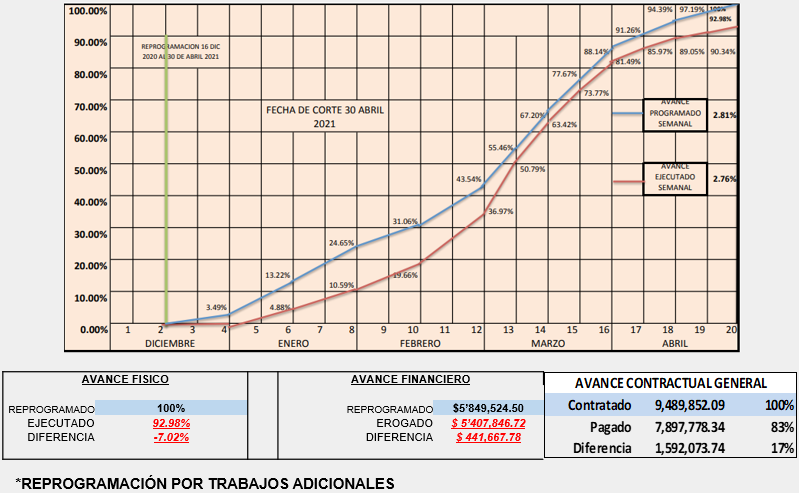 100.00%
94.39%
97.19%
100%
92.98%
90.00%
REPROGRAMACION 16 DIC
2020 AL 30 DE ABRIL 2021
91.26%
88.14%
85.97%
89.05%
90.34%
80.00%
81.49%
77.67%
73.77%
70.00%
FECHA DE CORTE 30 ABRIL
2021
67.20%
63.42%
AVANCE
PROGRAMADO
SEMANAL
2.81%
60.00%
55.46%
50.00%
50.79%
AVANCE
EJECUTADO
SEMANAL
2.76%
43.54%
40.00%
36.97%
30.00%
31.06%
24.65%
20.00%
19.66%
13.22%
10.00%
10.59%
3.49%
4.88%
0.00%
1 2 3 4 5 6 7 8 9 10 11 12 13 14 15 16 17 18 19 20
DICIEMBRE ENERO FEBRERO MARZO ABRIL
AVANCE FISICO
REPROGRAMADO 100%
EJECUTADO 92.98%
DIFERENCIA -7.02%
AVANCE FINANCIERO
REPROGRAMADO $5'849,524.50
EROGADO $ 5'407,846.72
DIFERENCIA $ 441,667.78
AVANCE CONTRACTUAL GENERAL
Contratado 9,489,852.09 100%
Pagado 7,897,778.34 83%
Diferencia 1,592,073.74 17%
*REPROGRAMACIÓN POR TRABAJOS ADICIONALES